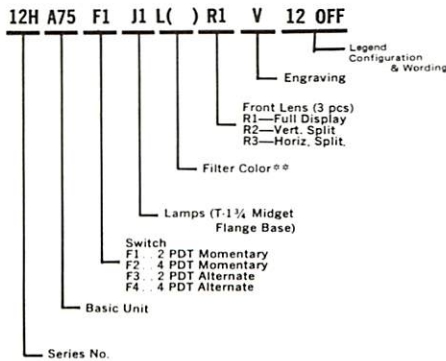 12H A75 F1 J1 L( ) R1 V 12 OFF
Legend
Configuration
& Wording
Engraving
Front Lens (3 pcs)
R1—Full Display
R2—Vert. Split
R3—Horiz. Split.
Filter Color**
Lamps (T-1¾ Midget
Flange Base)
Switch
F1 . . 2 PDT Momentary
F2 . . 4 PDT Momentary
F3 . . 2 PDT Alternate
F4 . . 4 PDT Alternate
Basic Unit
Series No.